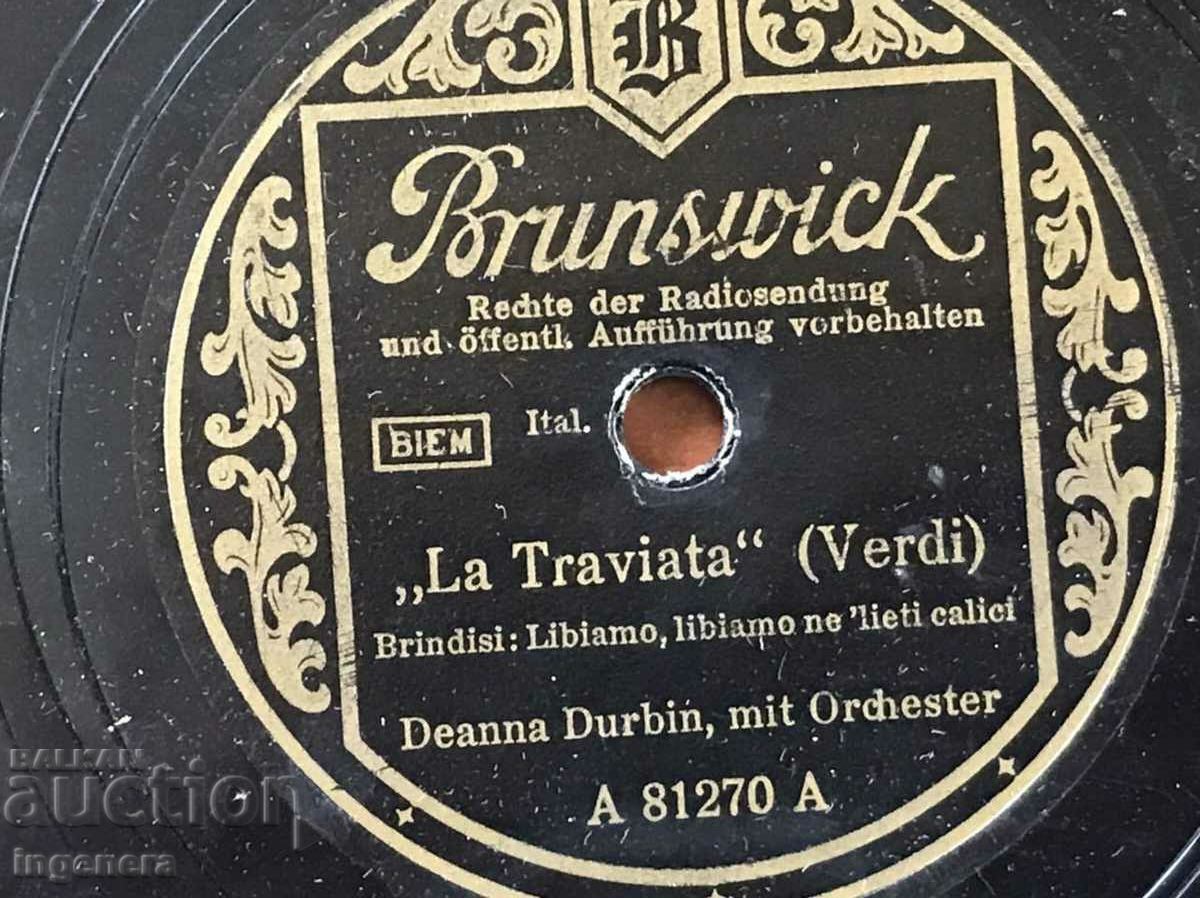 B
Brunswick
Rechte der Radiosendung
und öffentl. Aufführung vorbehalten
BIEM Ital.
„La Traviata“ (Verdi)
Brindisi: Libiamo, libiamo ne 'lieti calici
Deanna Durbin, mit Orchester
A 81270 A
BALKAN
auction
ingenera